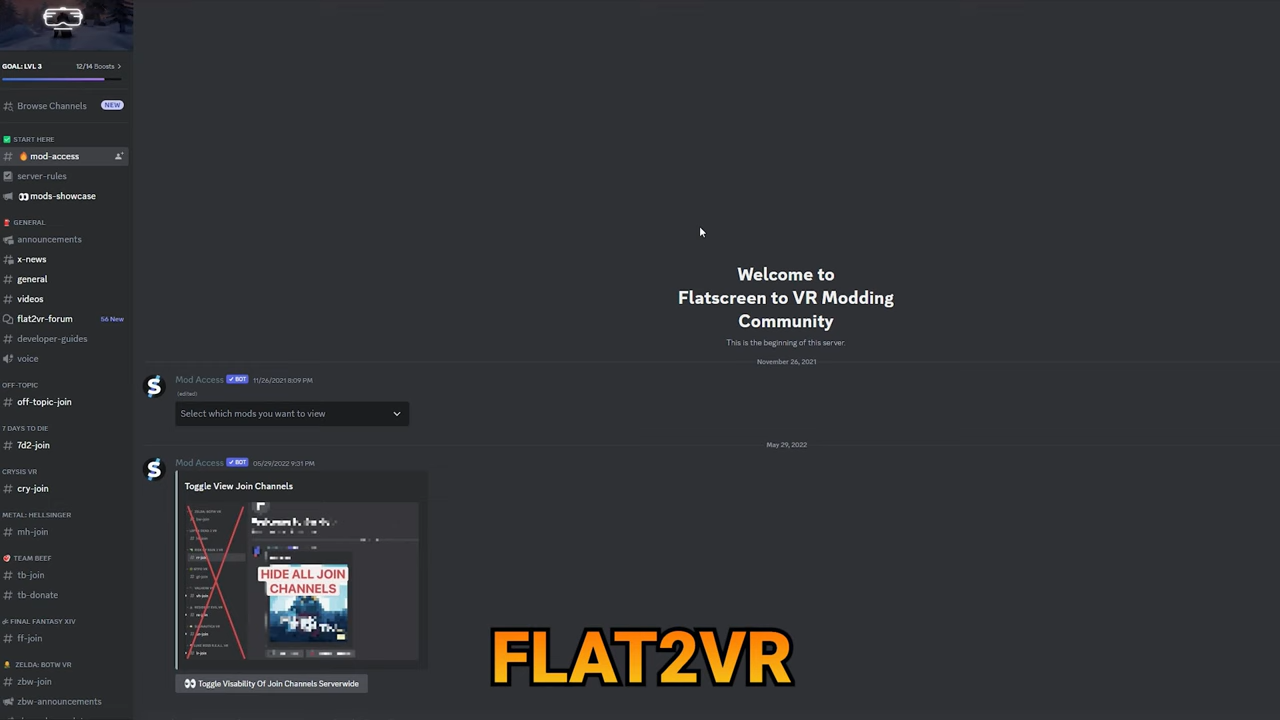 GOAL: LVL 3
12/14 Boosts
Browse Channels
NEW
START HERE
mod-access
server-rules
mods-showcase
GENERAL
announcements
x-news
general
videos
flat2vr-forum
56 New
developer-guides
voice
OFF-TOPIC
off-topic-join
7 DAYS TO DIE
7d2-join
CRYSIS VR
cry-join
METAL: HELLSINGER
mh-join
TEAM BEEF
tb-join
tb-donate
FINAL FANTASY XIV
ff-join
ZELDA: BOTW VR
zbw-join
zbw-announcements
Welcome to
Flatscreen to VR Modding
Community
This is the beginning of this server.
November 26, 2021
Mod Access BOT 11/26/2021 8:09 PM
(edited)
Select which mods you want to view
May 29, 2022
Mod Access BOT 05/29/2022 9:31 PM
Toggle View Join Channels
HIDE ALL JOIN
CHANNELS
Toggle Visability Of Join Channels Serverwide
FLAT2VR